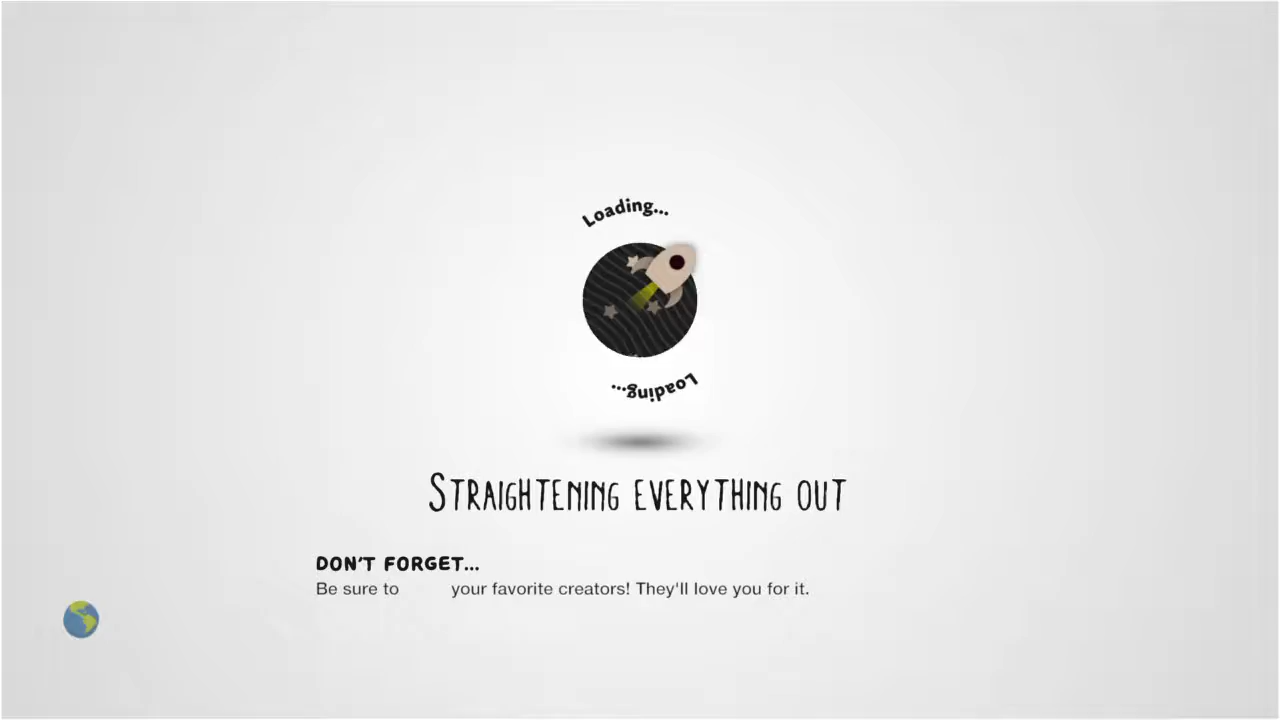 Loading...
Loading...
STRAIGHTENING EVERYTHING OUT
DON'T FORGET...
Be sure to your favorite creators! They'll love you for it.